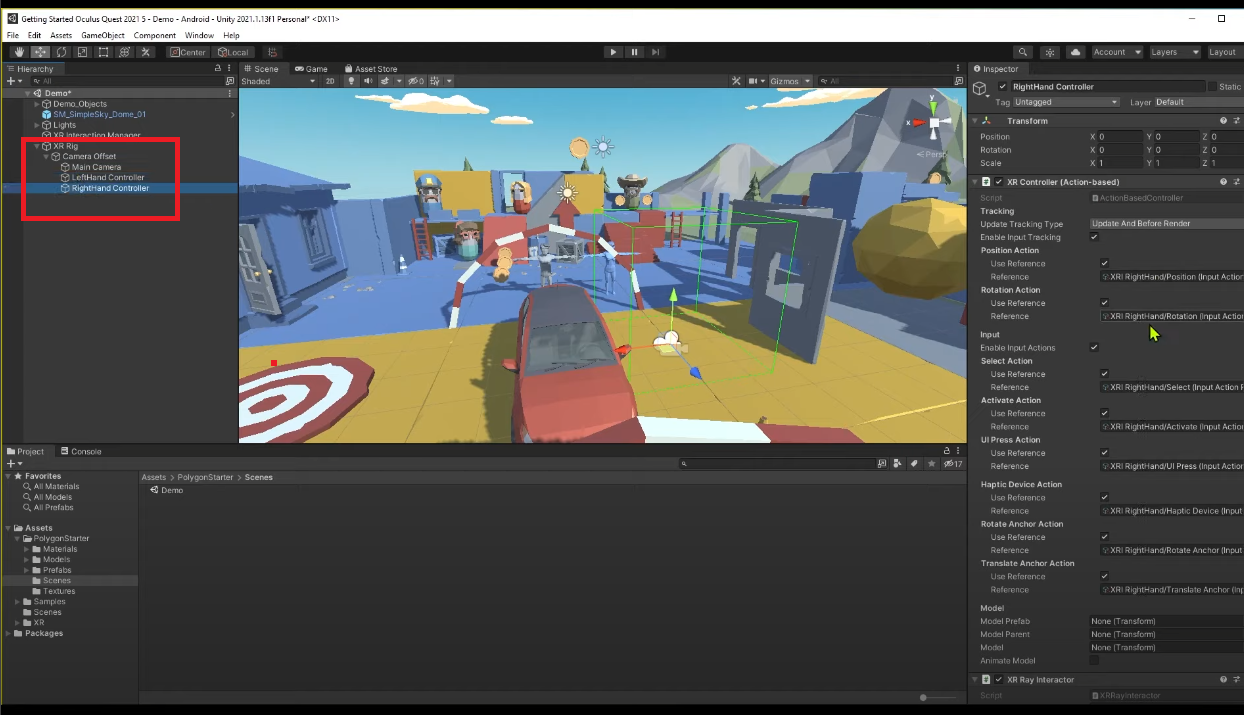 Getting Started Oculus Quest 2021 5 - Demo - Android - Unity 2021.1.13f1 Personal* <DX11>
File Edit Assets GameObject Component Window Help
Center Local Account Layers Layout
Hierarchy
All
Demo*
Demo_Objects
SM_SimpleSky_Dome_01
Lights
XR Interaction Manager
XR Rig
Camera Offset
Main Camera
LeftHand Controller
RightHand Controller
Scene Game Asset Store
Shaded 2D 0 Gizmos All
y
x
Persp
Inspector
RightHand Controller Static
Tag Untagged Layer Default
Transform
Position X 0 Y 0 Z 0
Rotation X 0 Y 0 Z 0
Scale X 1 Y 1 Z 1
XR Controller (Action-based)
Script ActionBasedController
Tracking
Update Tracking Type Update And Before Render
Enable Input Tracking
Position Action
Use Reference
Reference XRI RightHand/Position (Input Action
Rotation Action
Use Reference
Reference XRI RightHand/Rotation (Input Action
Input
Enable Input Actions
Select Action
Use Reference
Reference XRI RightHand/Select (Input Action R
Activate Action
Use Reference
Reference XRI RightHand/Activate (Input Action
UI Press Action
Use Reference
Reference XRI RightHand/UI Press (Input Action
Haptic Device Action
Use Reference
Reference XRI RightHand/Haptic Device (Input
Rotate Anchor Action
Use Reference
Reference XRI RightHand/Rotate Anchor (Input
Translate Anchor Action
Use Reference
Reference XRI RightHand/Translate Anchor (Inp
Model
Model Prefab None (Transform)
Model Parent None (Transform)
Model None (Transform)
Animate Model
XR Ray Interactor
Script XRRayInteractor
Project Console
17
Favorites
All Materials
All Models
All Prefabs
Assets
PolygonStarter
Materials
Models
Prefabs
Scenes
Textures
Samples
Scenes
XR
Packages
Assets > PolygonStarter > Scenes
Demo